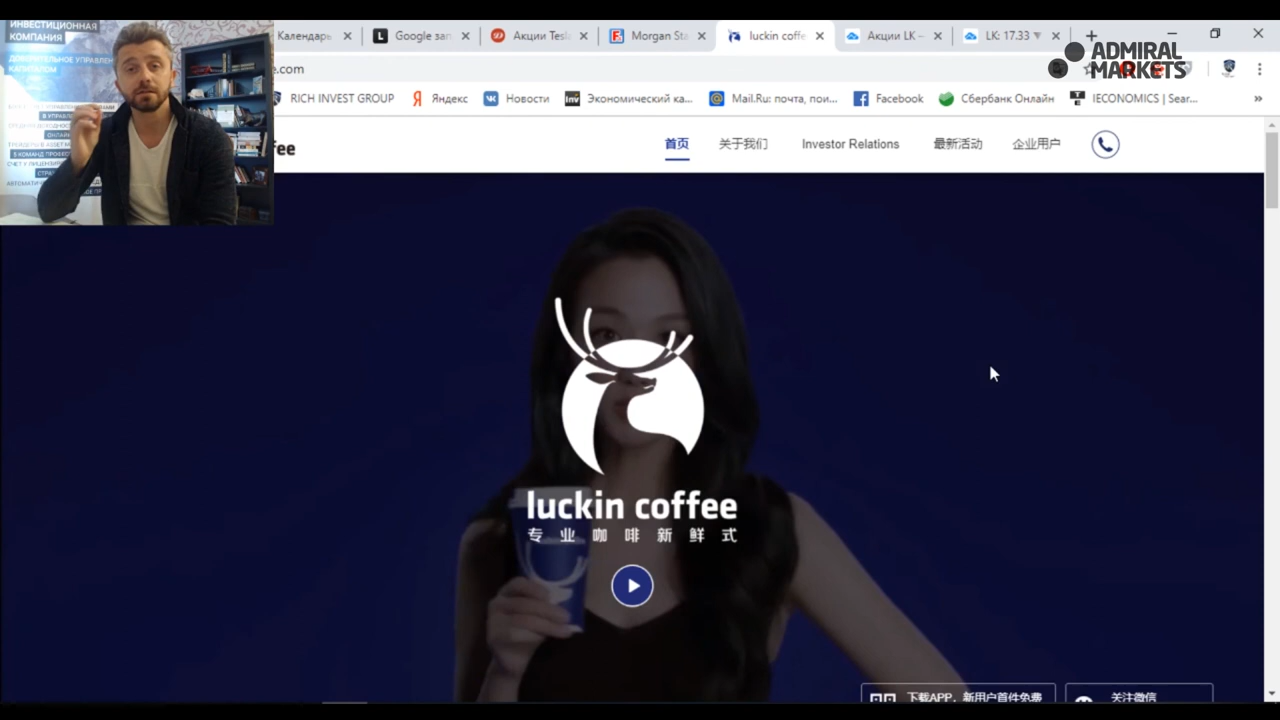 ИНВЕСТИЦИОННАЯ
КОМПАНИЯ
КАПИТАЛОМ
Календарь
Google зап
Акции Tesl
Morgan Sta
luckin coffe
Акции LK –
LK: 17.33 ▼
ADMIRAL
MARKETS
e.com
RICH INVEST GROUP
Яндекс
Новости
Экономический ка...
Mail.Ru: почта, пои...
Facebook
Сбербанк Онлайн
IECONOMICS | Sear...
»
fee
首页
关于我们
Investor Relations
最新活动
企业用户
luckin coffee
专业咖啡新鲜式
下载APP，新用户首件免费
关注微信